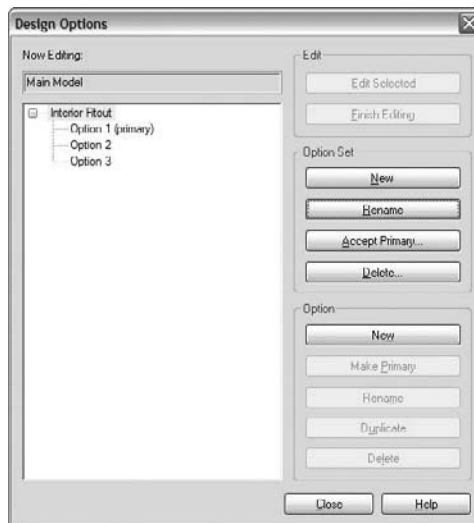 Design Options
Now Editing:
Main Model
Interior Fitout
Option 1 (primary)
Option 2
Option 3
Edit
Edit Selected
Finish Editing
Option Set
New
Rename
Accept Primary...
Delete...
Option
New
Make Primary
Rename
Duplicate
Delete
Close
Help